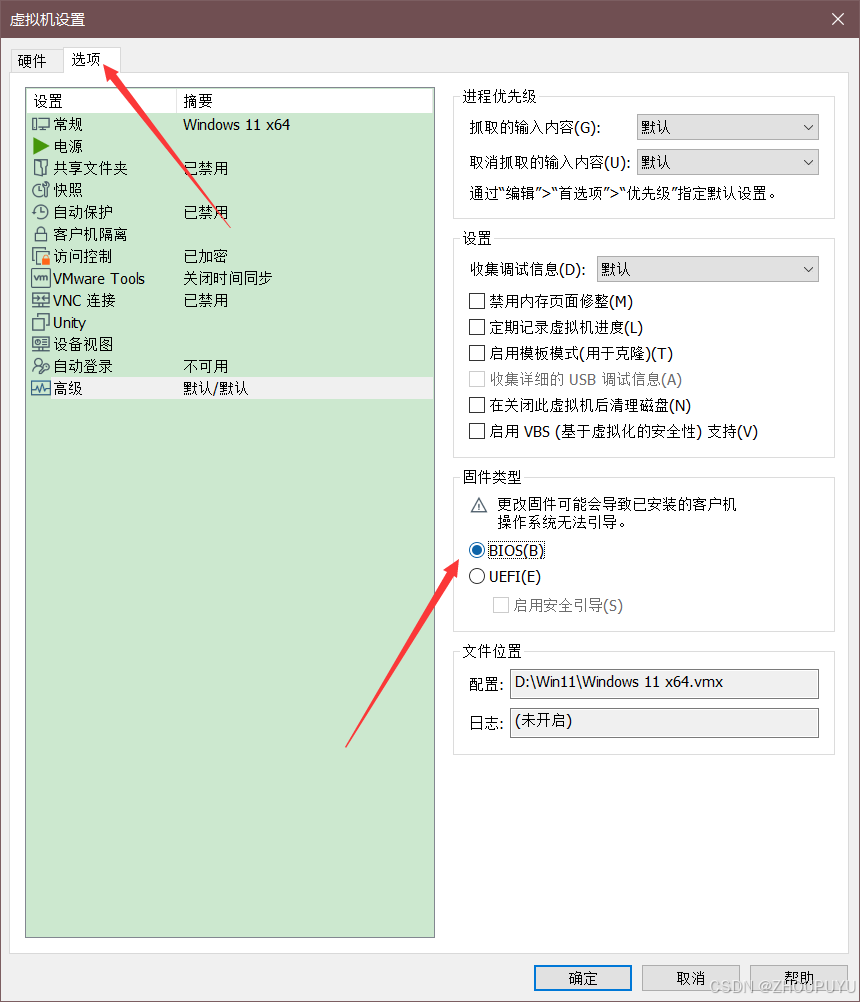 虚拟机设置
硬件 选项
设置 摘要
常规 Windows 11 x64
电源
共享文件夹 已禁用
快照
自动保护 已禁用
客户机隔离
访问控制 已加密
vm VMware Tools 关闭时间同步
VNC 连接 已禁用
Unity
设备视图
自动登录 不可用
高级 默认/默认
进程优先级
抓取的输入内容(G): 默认
取消抓取的输入内容(U): 默认
通过“编辑”>“首选项”>“优先级”指定默认设置。
设置
收集调试信息(D): 默认
禁用内存页面修整(M)
定期记录虚拟机进度(L)
启用模板模式(用于克隆)(T)
收集详细的 USB 调试信息(A)
在关闭此虚拟机后清理磁盘(N)
启用 VBS (基于虚拟化的安全性) 支持(V)
固件类型
更改固件可能会导致已安装的客户机
操作系统无法引导。
BIOS(B)
UEFI(E)
启用安全引导(S)
文件位置
配置: D:\Win11\Windows 11 x64.vmx
日志: (未开启)
确定 取消 帮助
CSDN @ZHOUPUYU